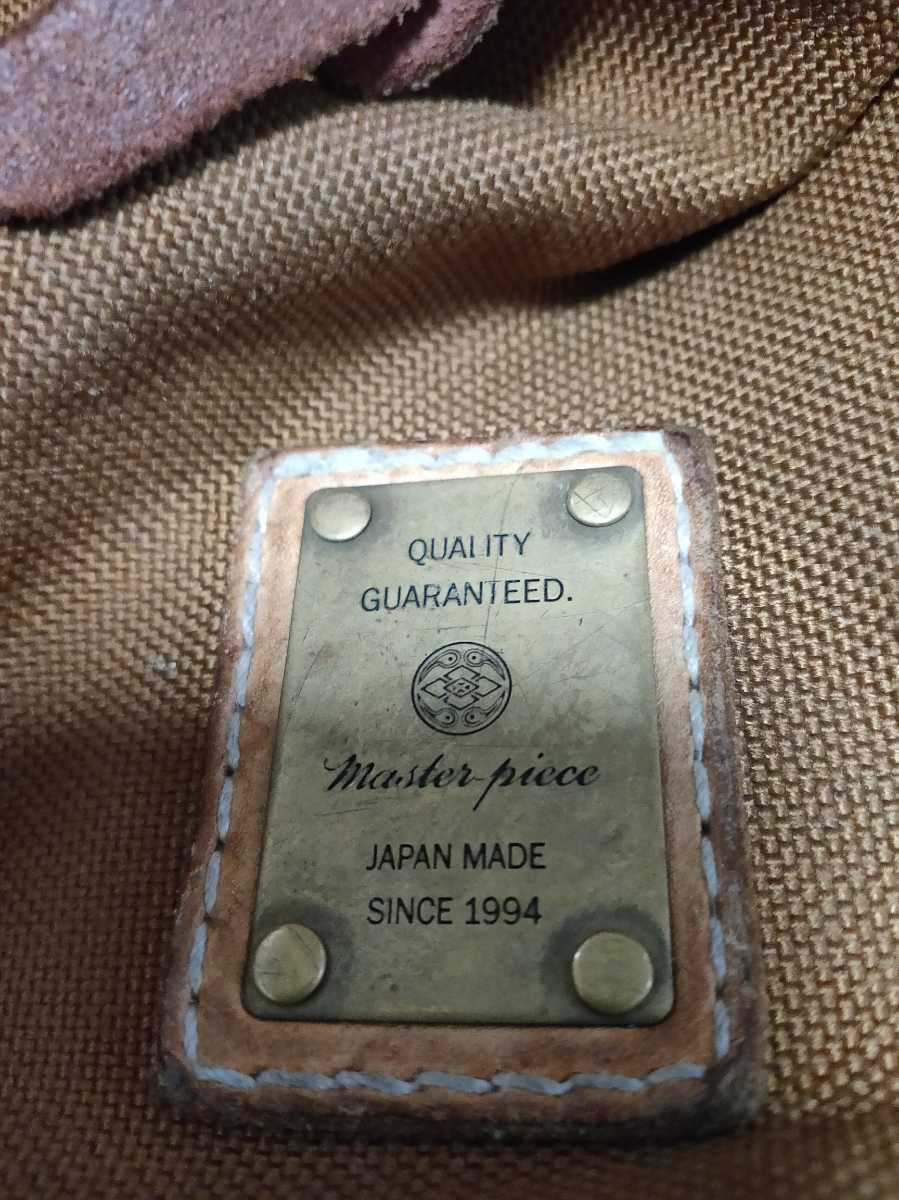 QUALITY
GUARANTEED.
Master-piece
JAPAN MADE
SINCE 1994